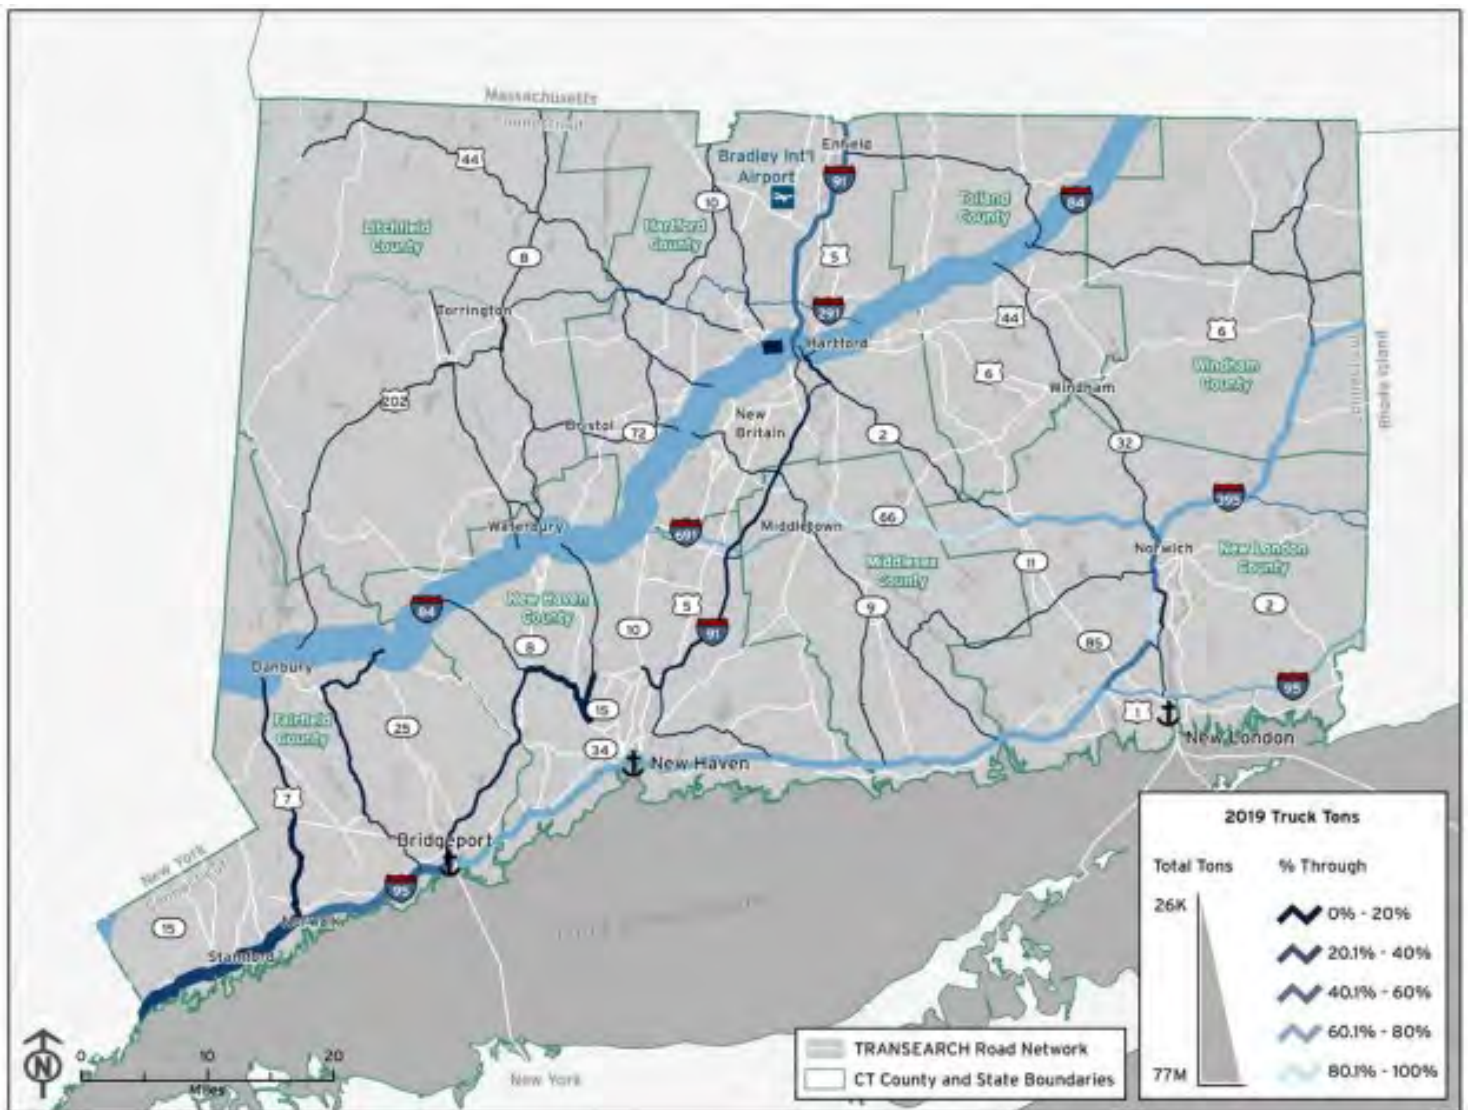 Massachusetts
Connecticut
44
Bradley Int'l
Airport
Enfield
91
10
Litchfield
County
Hartford
County
Tolland
County
84
8
5
Torrington
291
44
6
Hartford
6
Windham
County
Rhode Island
Windham
202
New
Britain
Bristol
72
2
32
395
Waterbury
691
Middletown
66
Norwich
New London
County
Middlesex
County
11
84
New Haven
County
5
9
2
10
91
8
85
Danbury
95
15
Fairfield
County
25
1
34
New London
New Haven
7
Bridgeport
New York
Connecticut
95
Norwalk
15
Stamford
2019 Truck Tons
Total Tons
% Through
26K
0% - 20%
20.1% - 40%
40.1% - 60%
60.1% - 80%
77M
80.1% - 100%
TRANSEARCH Road Network
CT County and State Boundaries
N
0 10 20
Miles
New York